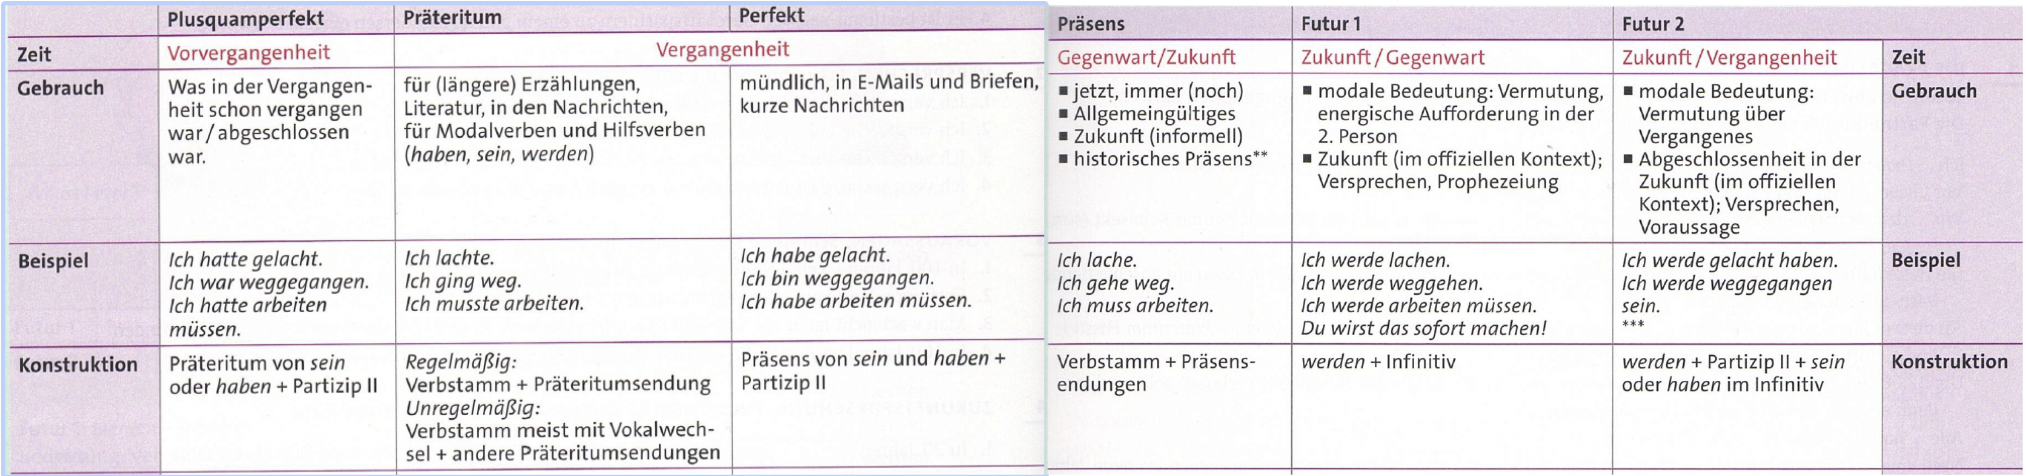 Plusquamperfekt Präteritum Perfekt Präsens Futur 1 Futur 2
Zeit Vorvergangenheit Vergangenheit Gegenwart/Zukunft Zukunft / Gegenwart Zukunft / Vergangenheit Zeit
Gebrauch
Was in der Vergangen-
heit schon vergangen
war / abgeschlossen
war.
für (längere) Erzählungen,
Literatur, in den Nachrichten,
für Modalverben und Hilfsverben
(haben, sein, werden)
mündlich, in E-Mails und Briefen,
kurze Nachrichten
▪ jetzt, immer (noch)
▪ Allgemeingültiges
▪ Zukunft (informell)
▪ historisches Präsens**
▪ modale Bedeutung: Vermutung,
energische Aufforderung in der
2. Person
▪ Zukunft (im offiziellen Kontext);
Versprechen, Prophezeiung
▪ modale Bedeutung:
Vermutung über
Vergangenes
▪ Abgeschlossenheit in der
Zukunft (im offiziellen
Kontext); Versprechen,
Voraussage
Gebrauch
Beispiel
Ich hatte gelacht.
Ich war weggegangen.
Ich hatte arbeiten
müssen.
Ich lachte.
Ich ging weg.
Ich musste arbeiten.
Ich habe gelacht.
Ich bin weggegangen.
Ich habe arbeiten müssen.
Ich lache.
Ich gehe weg.
Ich muss arbeiten.
Ich werde lachen.
Ich werde weggehen.
Ich werde arbeiten müssen.
Du wirst das sofort machen!
Ich werde gelacht haben.
Ich werde weggegangen
sein.
***
Beispiel
Konstruktion
Präteritum von sein
oder haben + Partizip II
Regelmäßig:
Verbstamm + Präteritumsendung
Unregelmäßig:
Verbstamm meist mit Vokalwech-
sel + andere Präteritumsendungen
Präsens von sein und haben +
Partizip II
Verbstamm + Präsens-
endungen
werden + Infinitiv
werden + Partizip II + sein
oder haben im Infinitiv
Konstruktion